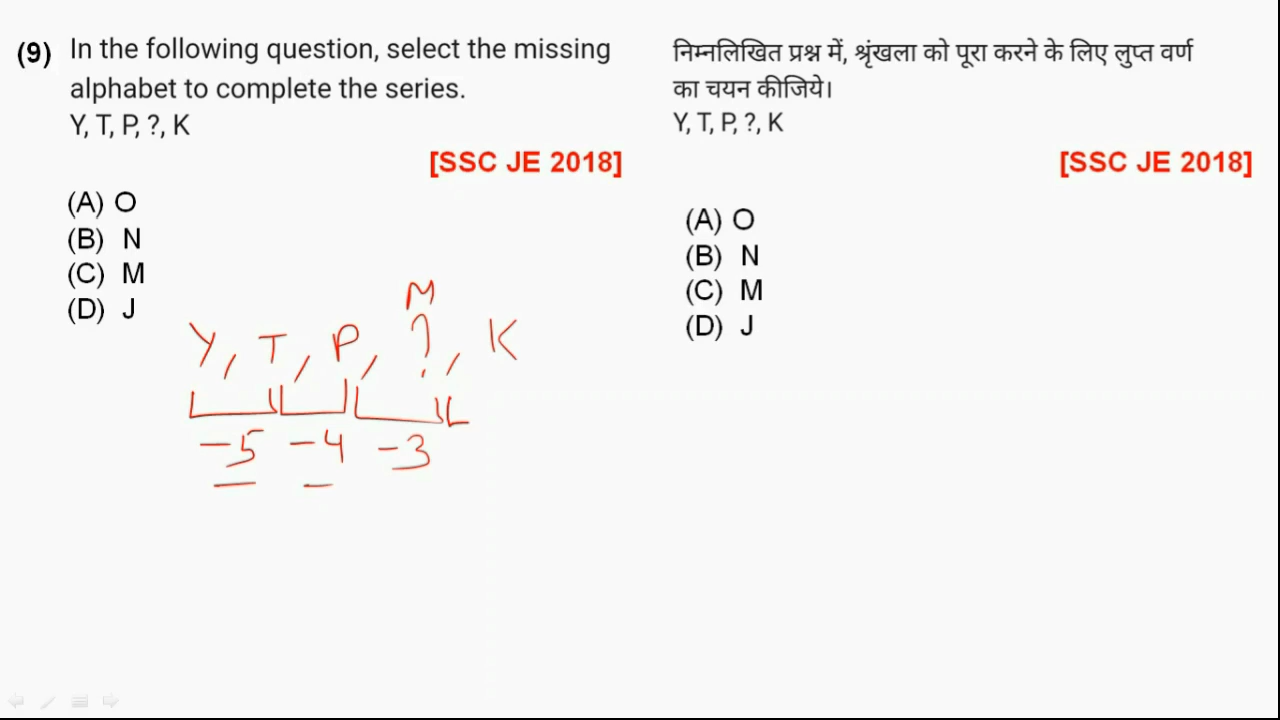 (9) In the following question, select the missing
alphabet to complete the series.
Y, T, P, ?, K
[SSC JE 2018]
(A) O
(B) N
(C) M
(D) J
निम्नलिखित प्रश्न में, श्रृंखला को पूरा करने के लिए लुप्त वर्ण
का चयन कीजिये।
Y, T, P, ?, K
[SSC JE 2018]
(A) O
(B) N
(C) M
(D) J
M
Y, T, P, ?, K
-5 -4 -3